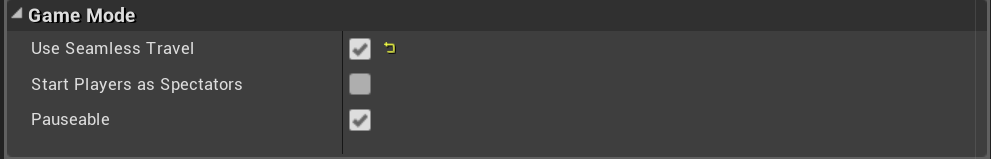 Game Mode
Use Seamless Travel
Start Players as Spectators
Pauseable